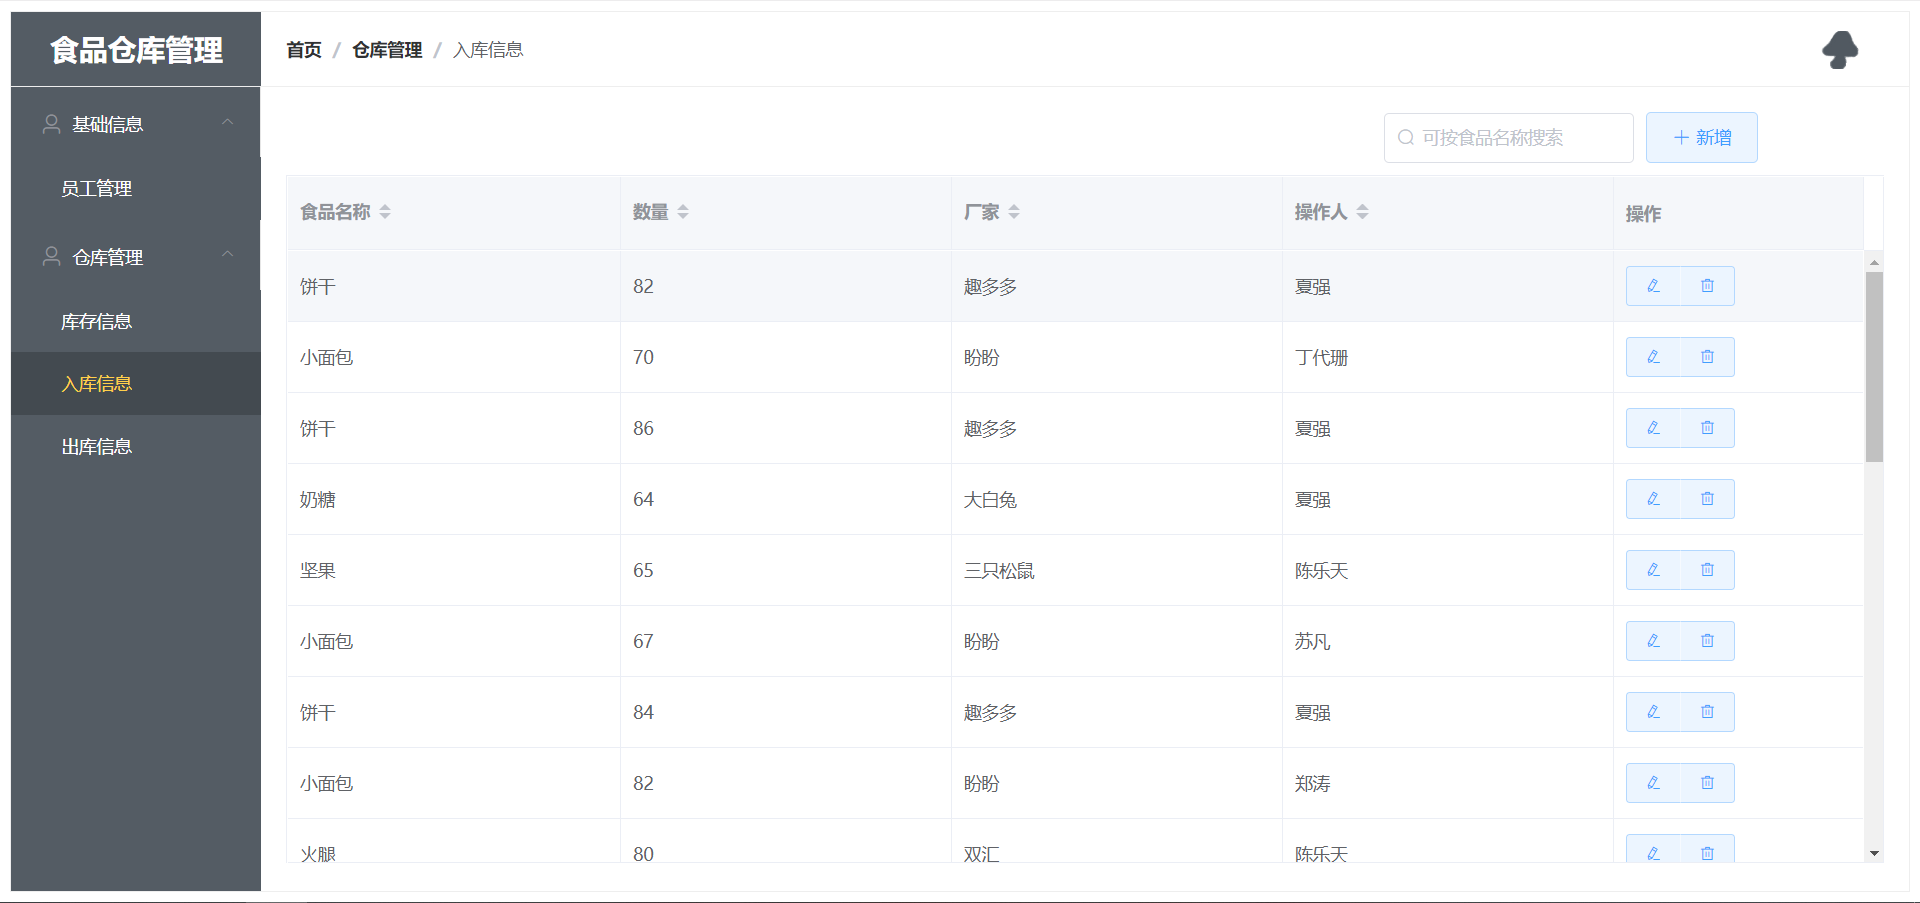 食品仓库管理
首页 / 仓库管理 / 入库信息
基础信息
员工管理
仓库管理
库存信息
入库信息
出库信息
可按食品名称搜索
新增
食品名称 数量 厂家 操作人 操作
饼干 82 趣多多 夏强
小面包 70 盼盼 丁代珊
饼干 86 趣多多 夏强
奶糖 64 大白兔 夏强
坚果 65 三只松鼠 陈乐天
小面包 67 盼盼 苏凡
饼干 84 趣多多 夏强
小面包 82 盼盼 郑涛
火腿 80 双汇 陈乐天